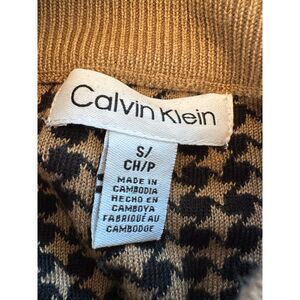 Calvin Klein
S/
CH/P
MADE IN
CAMBODIA
HECHO EN
CAMBOYA
FABRIQUÉ AU
CAMBODGE